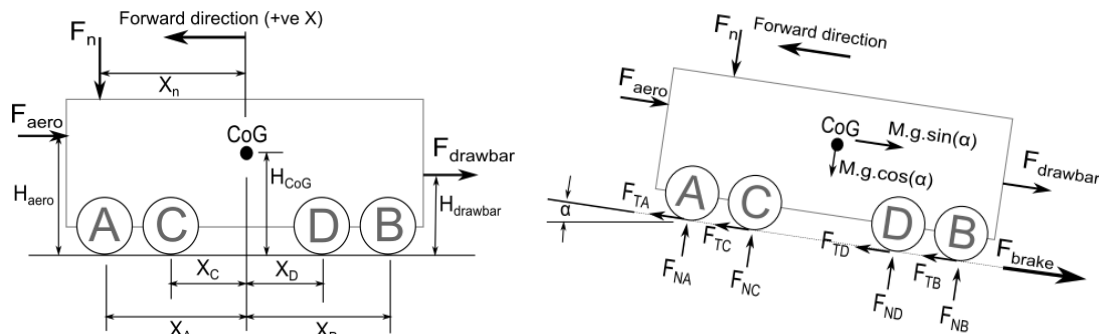 Forward direction (+ve X)
Fn
Xn
Faero
CoG
Fdrawbar
HCoG
Haero
Hdrawbar
A
C
D
B
XC
XD
XA
Fn
Forward direction
Faero
CoG
M.g.sin(α)
M.g.cos(α)
Fdrawbar
A
C
D
B
α
FTA
FTC
FTD
FTB
Fbrake
FNA
FNC
FND
FNB